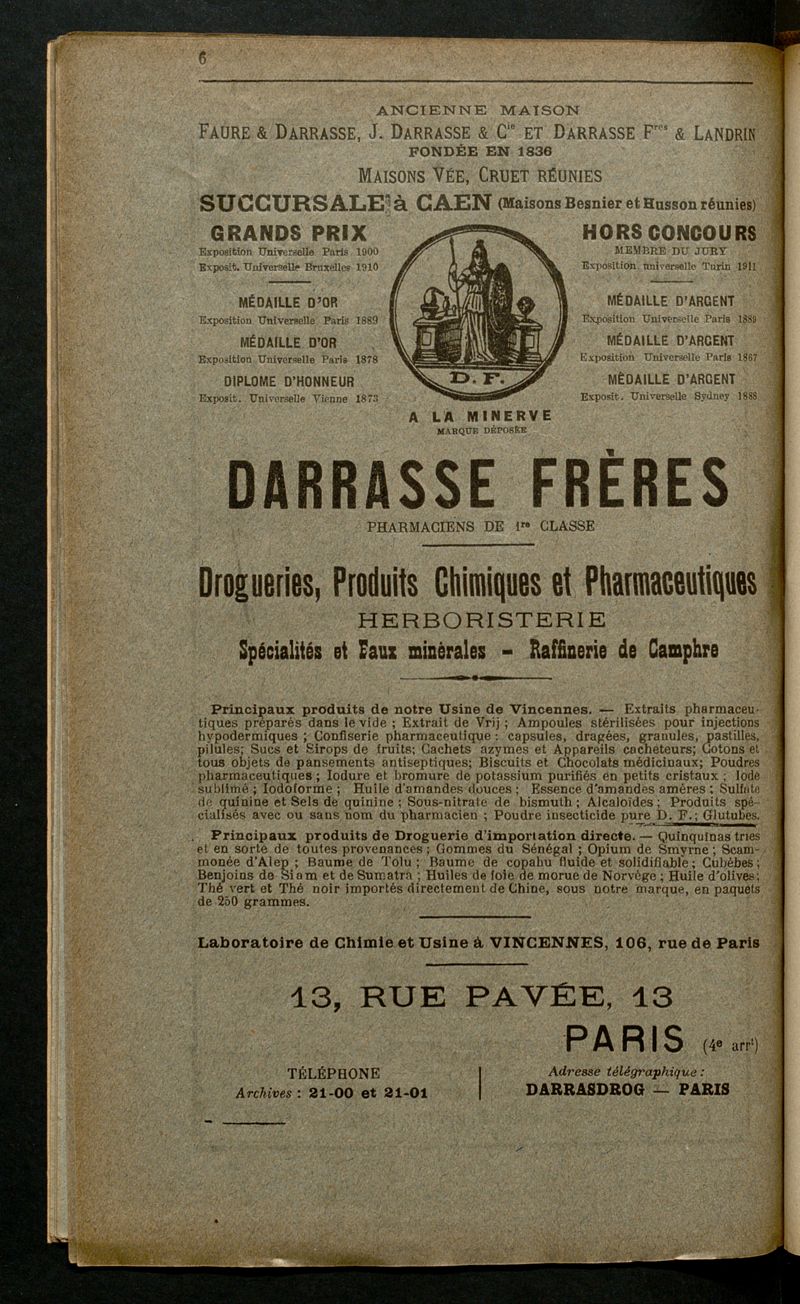 6
ANCIENNE MAISON
FAURE & DARRASSE, J. DARRASSE & Cie ET DARRASSE Fres & LANDRIN
FONDÉE EN 1836
MAISONS VÉE, CRUET RÉUNIES
SUCCURSALE à CAEN (Maisons Besnier et Husson réunies)
GRANDS PRIX
Exposition Universelle Paris 1900
Exposit. Universelle Bruxelles 1910
MÉDAILLE D'OR
Exposition Universelle Paris 1889
MÉDAILLE D'OR
Exposition Universelle Paris 1878
DIPLOME D'HONNEUR
Exposit. Universelle Vienne 1873
D. F.
A LA MINERVE
MARQUE DÉPOSÉE
HORS CONCOURS
MEMBRE DU JURY
Exposition universelle Turin 1911
MÉDAILLE D'ARGENT
Exposition Universelle Paris 1889
MÉDAILLE D'ARGENT
Exposition Universelle Paris 1867
MÉDAILLE D'ARGENT
Exposit. Universelle Sydney 1888
DARRASSE FRÈRES
PHARMACIENS DE 1re CLASSE
Drogueries, Produits Chimiques et Pharmaceutiques
HERBORISTERIE
Spécialités et Eaux minérales - Raffinerie de Camphre
Principaux produits de notre Usine de Vincennes. — Extraits pharmaceu-
tiques préparés dans le vide ; Extrait de Vrij ; Ampoules stérilisées pour injections
hypodermiques ; Confiserie pharmaceutique : capsules, dragées, granules, pastilles,
pilules; Sucs et Sirops de fruits; Cachets azymes et Appareils cacheteurs; Cotons et
tous objets de pansements antiseptiques; Biscuits et Chocolats médicinaux; Poudres
pharmaceutiques ; Iodure et bromure de potassium purifiés en petits cristaux ; Iode
sublimé ; Iodoforme ; Huile d'amandes douces ; Essence d'amandes amères ; Sulfate
de quinine et Sels de quinine ; Sous-nitrate de bismuth ; Alcaloïdes ; Produits spé-
cialisés avec ou sans nom du pharmacien ; Poudre insecticide pure D. F. ; Glutubes.
Principaux produits de Droguerie d'importation directe. — Quinquinas triés
et en sorte de toutes provenances ; Gommes du Sénégal ; Opium de Smyrne ; Scam-
monée d'Alep ; Baume de Tolu ; Baume de copahu fluide et solidifiable ; Cubèbes ;
Benjoins de Siam et de Sumatra ; Huiles de foie de morue de Norvège ; Huile d'olives ;
Thé vert et Thé noir importés directement de Chine, sous notre marque, en paquets
de 250 grammes.
Laboratoire de Chimie et Usine à VINCENNES, 106, rue de Paris
13, RUE PAVÉE, 13
PARIS (4e arrt)
TÉLÉPHONE
Archives : 21-00 et 21-01
Adresse télégraphique :
DARRASDROG — PARIS